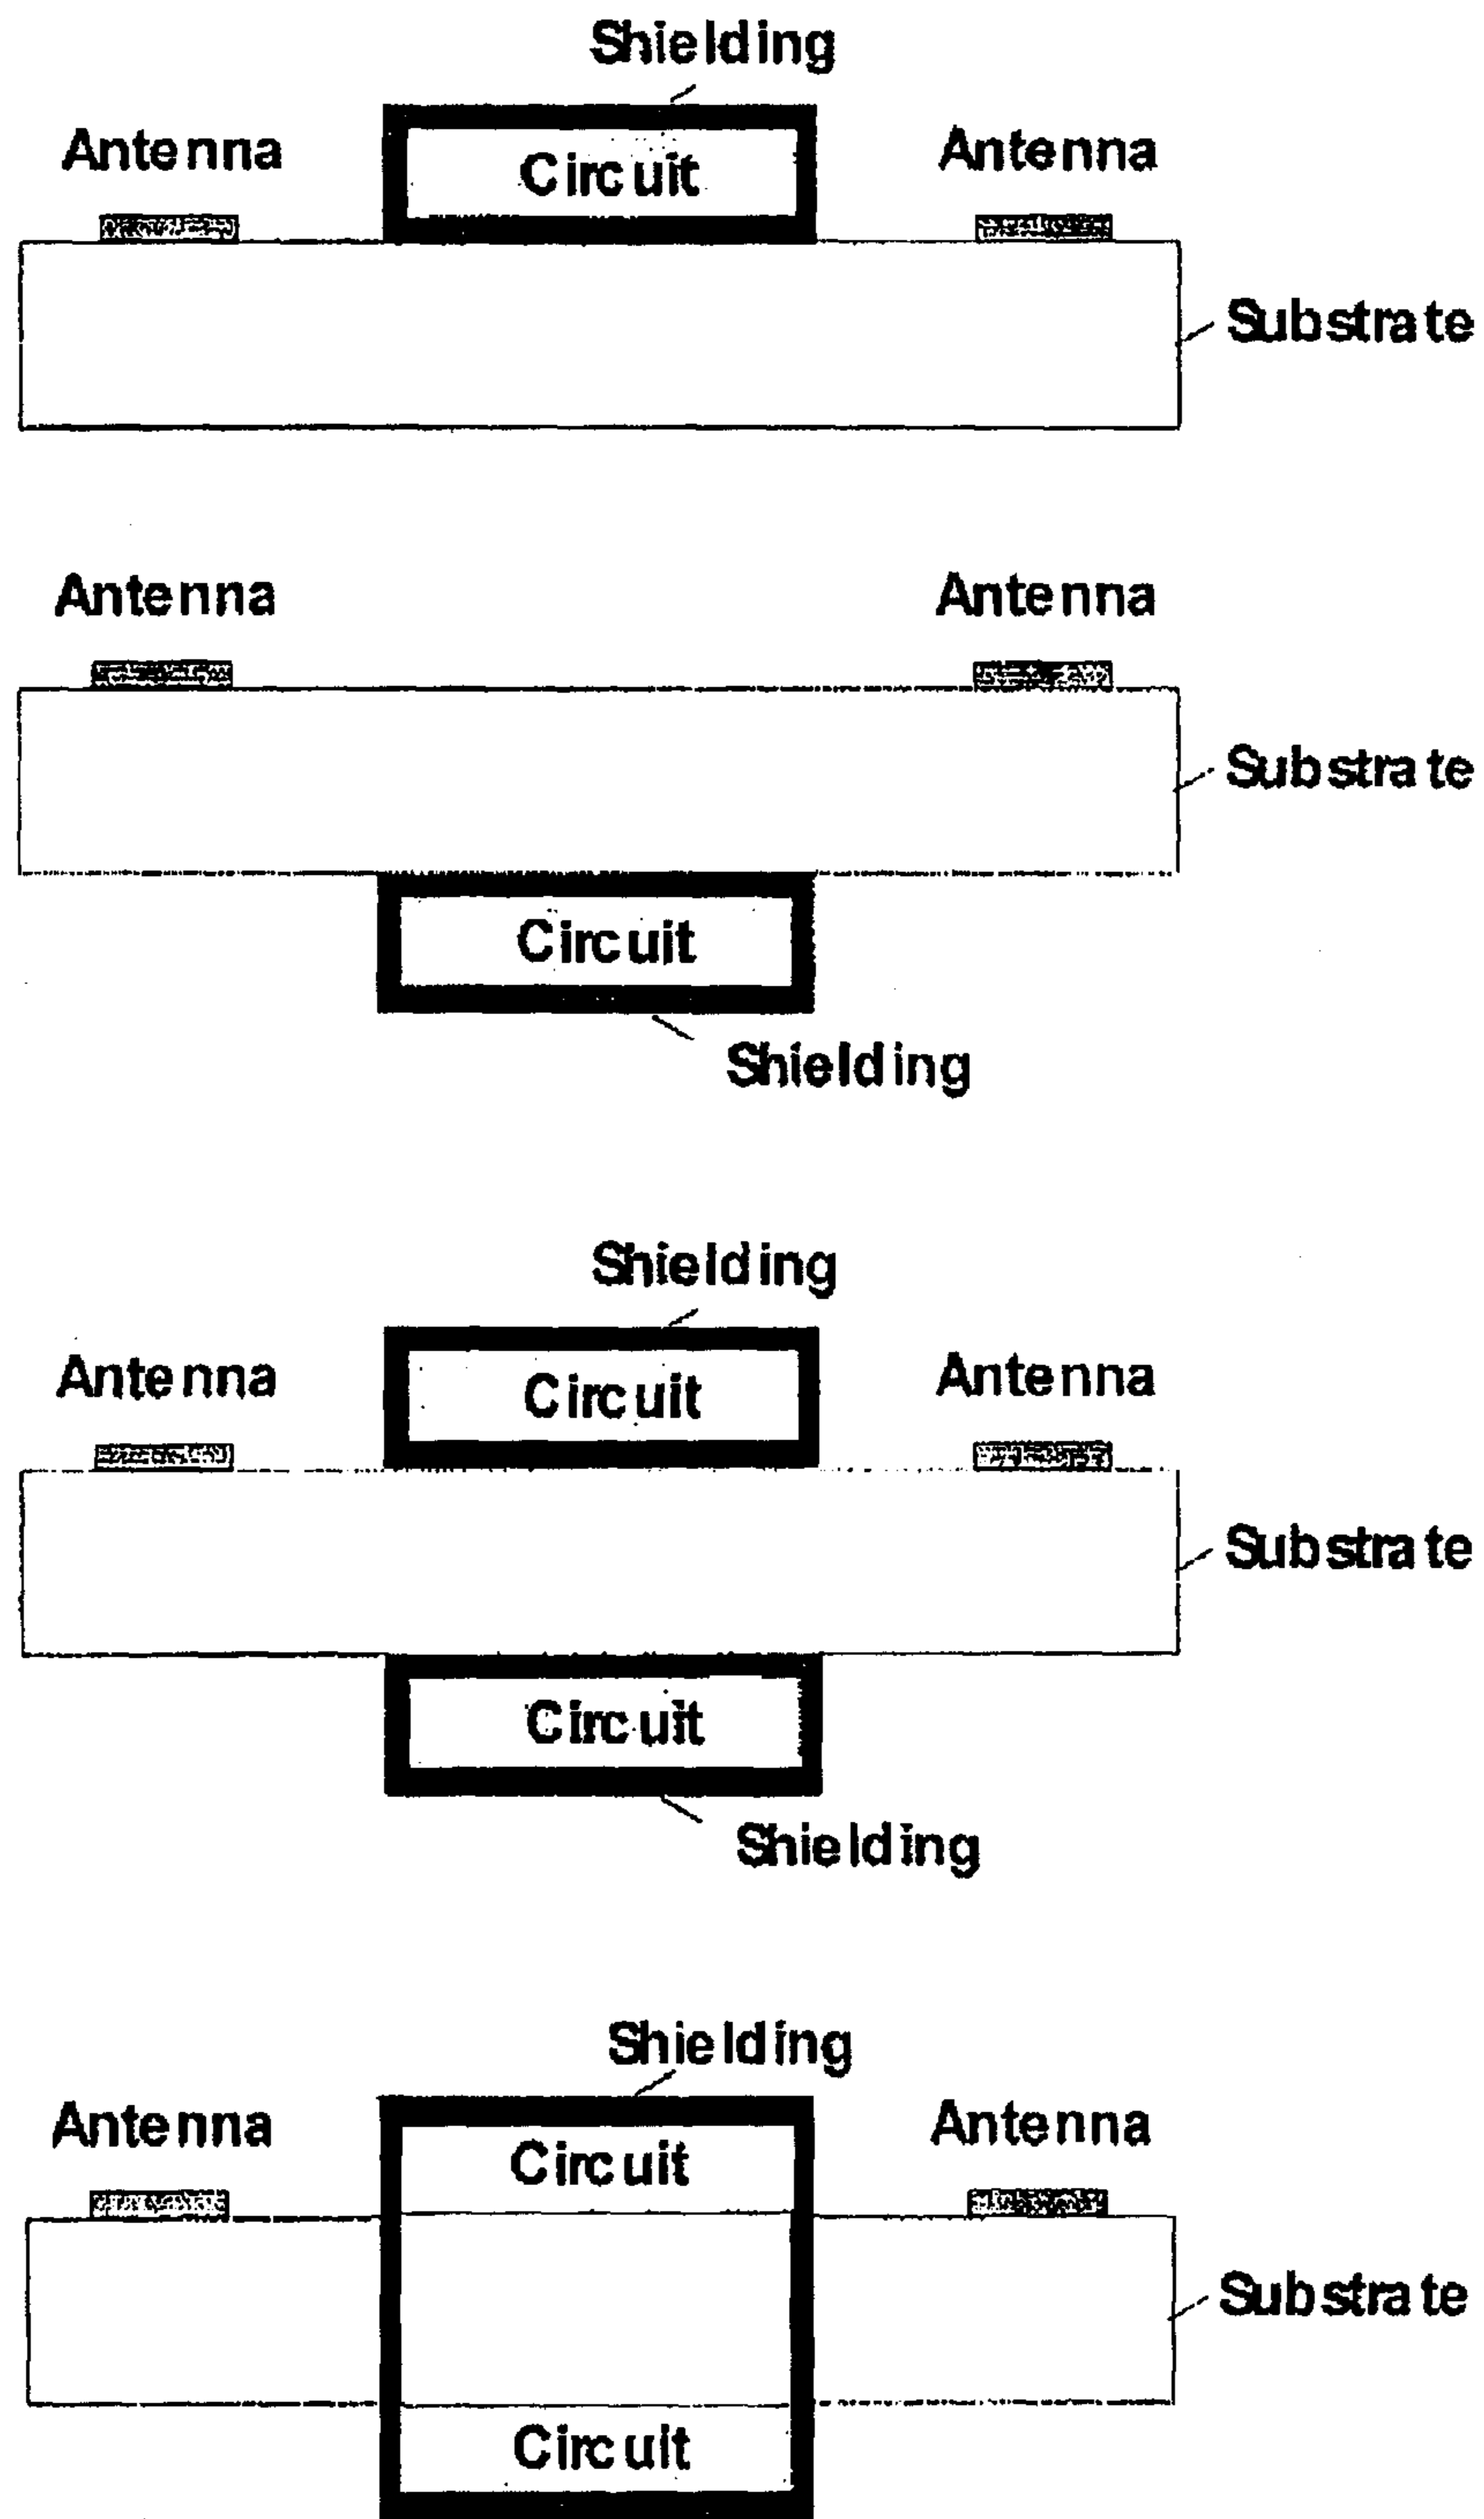 Shielding
Antenna
Circuit
Antenna
Substrate
Antenna
Antenna
Substrate
Circuit
Shielding
Shielding
Antenna
Circuit
Antenna
Substrate
Circuit
Shielding
Shielding
Antenna
Circuit
Antenna
Substrate
Circuit